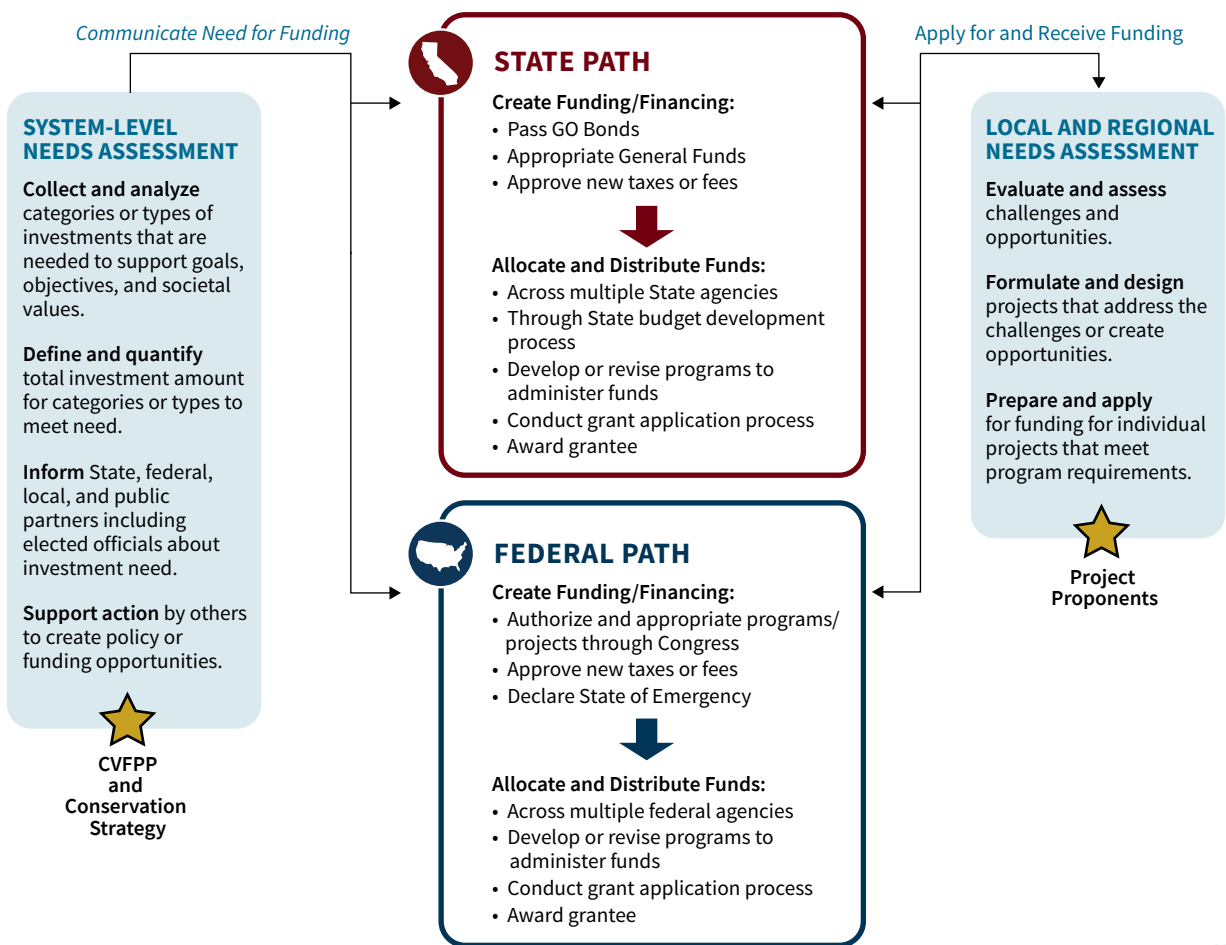 Communicate Need for Funding
SYSTEM-LEVEL
NEEDS ASSESSMENT
Collect and analyze
categories or types of
investments that are
needed to support goals,
objectives, and societal
values.
Define and quantify
total investment amount
for categories or types to
meet need.
Inform State, federal,
local, and public
partners including
elected officials about
investment need.
Support action by others
to create policy or
funding opportunities.
CVFPP
and
Conservation
Strategy
STATE PATH
Create Funding/Financing:
• Pass GO Bonds
• Appropriate General Funds
• Approve new taxes or fees
Allocate and Distribute Funds:
• Across multiple State agencies
• Through State budget development
process
• Develop or revise programs to
administer funds
• Conduct grant application process
• Award grantee
FEDERAL PATH
Create Funding/Financing:
• Authorize and appropriate programs/
projects through Congress
• Approve new taxes or fees
• Declare State of Emergency
Allocate and Distribute Funds:
• Across multiple federal agencies
• Develop or revise programs to
administer funds
• Conduct grant application process
• Award grantee
Apply for and Receive Funding
LOCAL AND REGIONAL
NEEDS ASSESSMENT
Evaluate and assess
challenges and
opportunities.
Formulate and design
projects that address the
challenges or create
opportunities.
Prepare and apply
for funding for individual
projects that meet
program requirements.
Project
Proponents